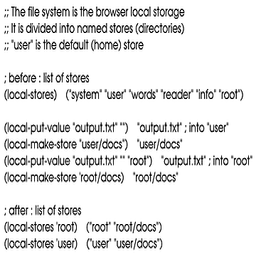 ;; The file system is the browser local storage
;; It is divided into named stores (directories)
;; "user" is the default (home) store
; before : list of stores
(local-stores) ("system" "user" "words" "reader" "info" "root")
(local-put-value "output.txt" "") "output.txt" ; into "user"
(local-make-store "user/docs") "user/docs"
(local-put-value "output.txt" "" "root") "output.txt" ; into "root"
(local-make-store 'root/docs) "root/docs"
; after : list of stores
(local-stores 'root) ("root" "root/docs")
(local-stores 'user) ("user" "user/docs")